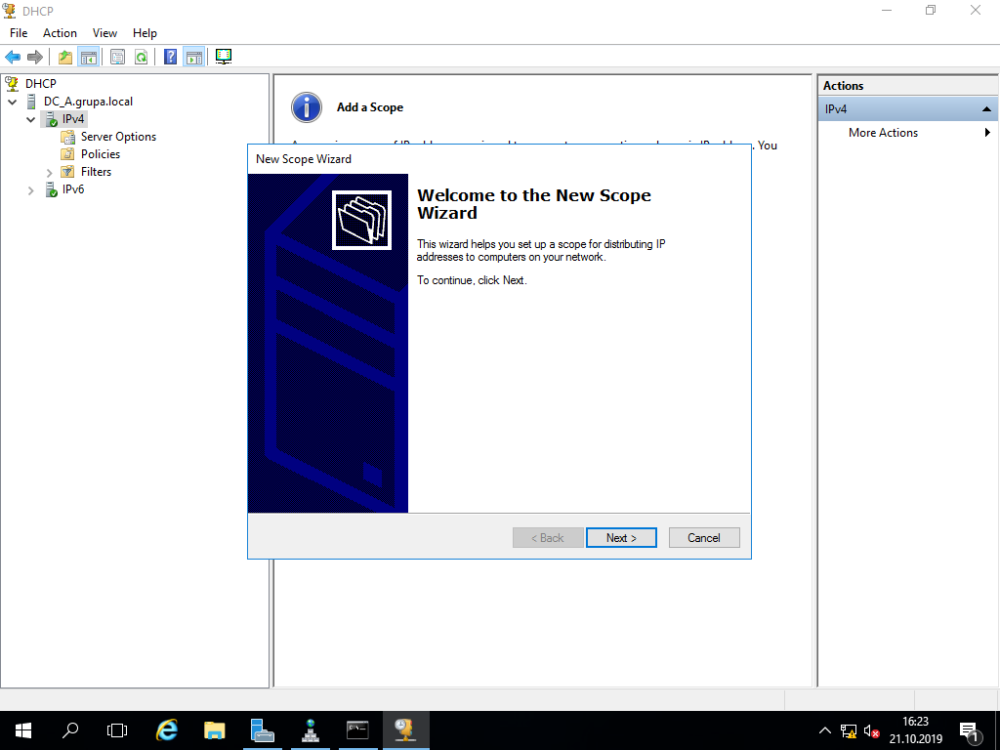 DHCP
File Action View Help
DHCP
DC_A.grupa.local
IPv4
Server Options
Policies
Filters
IPv6
Add a Scope
You
New Scope Wizard
Welcome to the New Scope
Wizard
This wizard helps you set up a scope for distributing IP
addresses to computers on your network.
To continue, click Next.
< Back Next > Cancel
Actions
IPv4
More Actions
16:23
21.10.2019
1